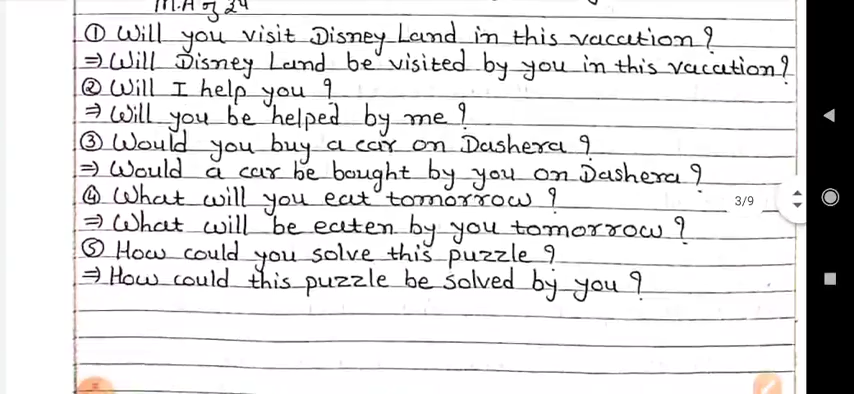 ① Will you visit Disney Land in this vacation?
⇒ Will Disney Land be visited by you in this vacation?
② Will I help you?
⇒ Will you be helped by me?
③ Would you buy a car on Dashera?
⇒ Would a car be bought by you on Dashera?
④ What will you eat tomorrow?
3/9
⇒ What will be eaten by you tomorrow?
⑤ How could you solve this puzzle?
⇒ How could this puzzle be solved by you?